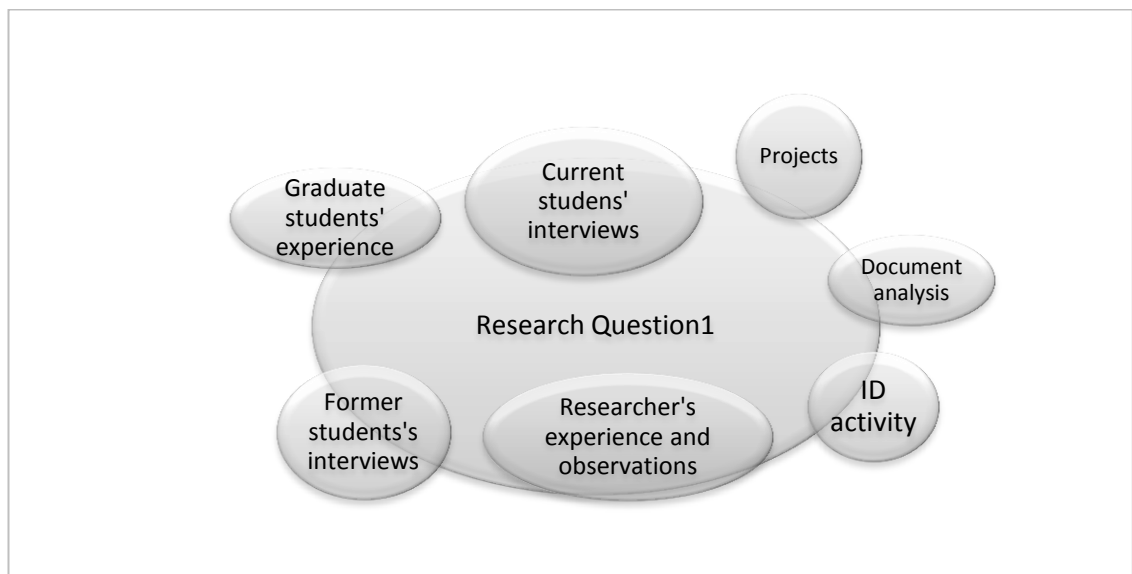 Projects
Current
studens'
interviews
Graduate
students'
experience
Document
analysis
Research Question1
ID
activity
Former
students's
interviews
Researcher's
experience and
observations